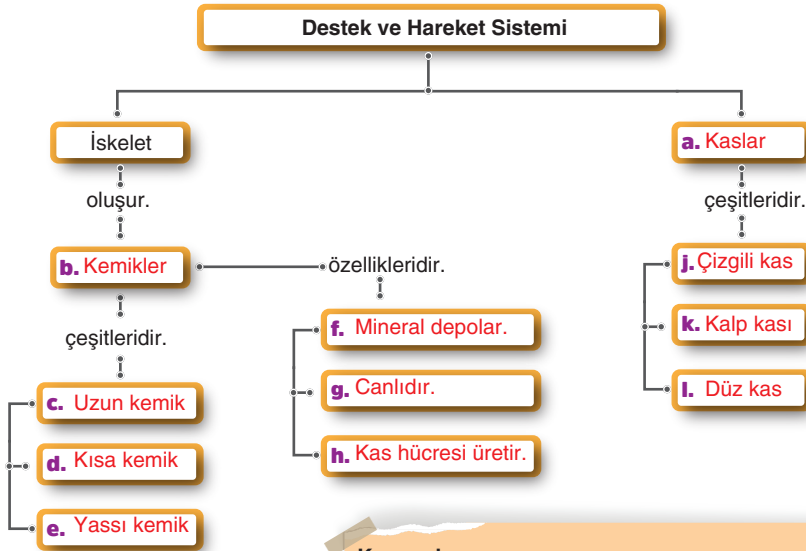 Destek ve Hareket Sistemi
İskelet
oluşur.
b. Kemikler
çeşitleridir.
c. Uzun kemik
d. Kısa kemik
e. Yassı kemik
özellikleridir.
f. Mineral depolar.
g. Canlıdır.
h. Kas hücresi üretir.
a. Kaslar
çeşitleridir.
j. Çizgili kas
k. Kalp kası
l. Düz kas